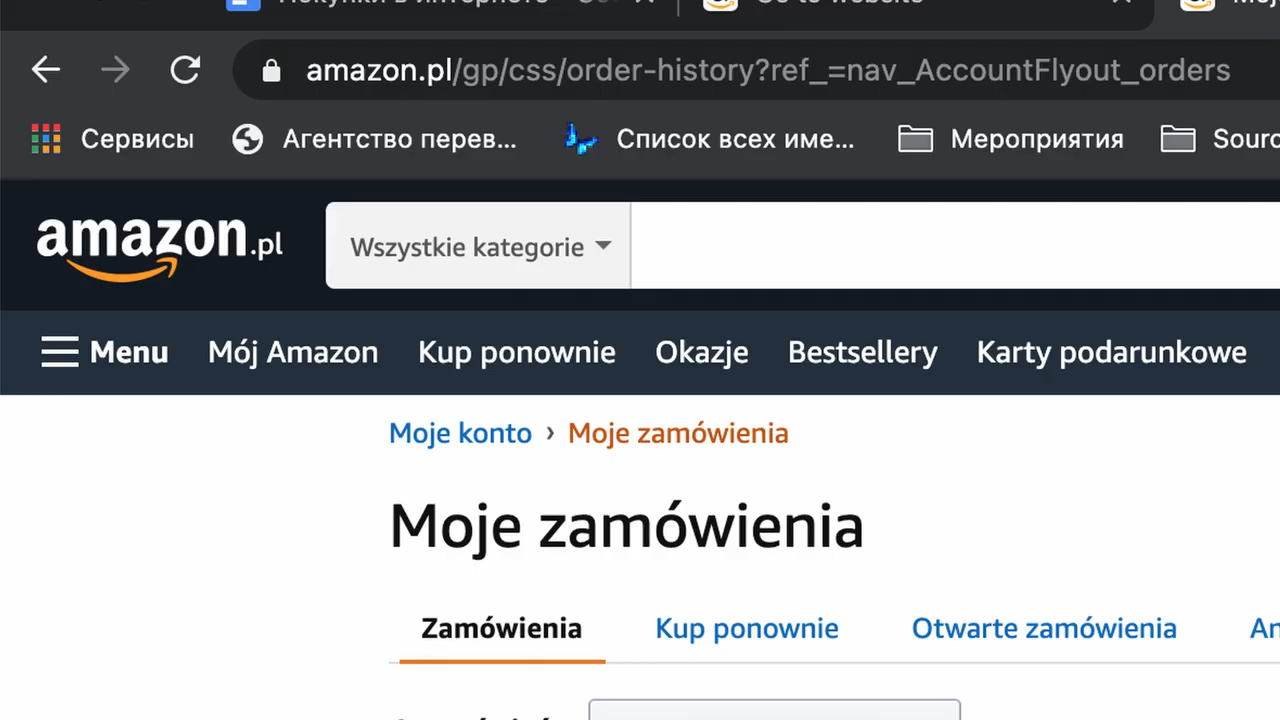 amazon.pl/gp/css/order-history?ref_=nav_AccountFlyout_orders
Сервисы Агентство перев... Список всех име... Мероприятия Sourc
amazon.pl Wszystkie kategorie
Menu Mój Amazon Kup ponownie Okazje Bestsellery Karty podarunkowe
Moje konto › Moje zamówienia
Moje zamówienia
Zamówienia Kup ponownie Otwarte zamówienia An